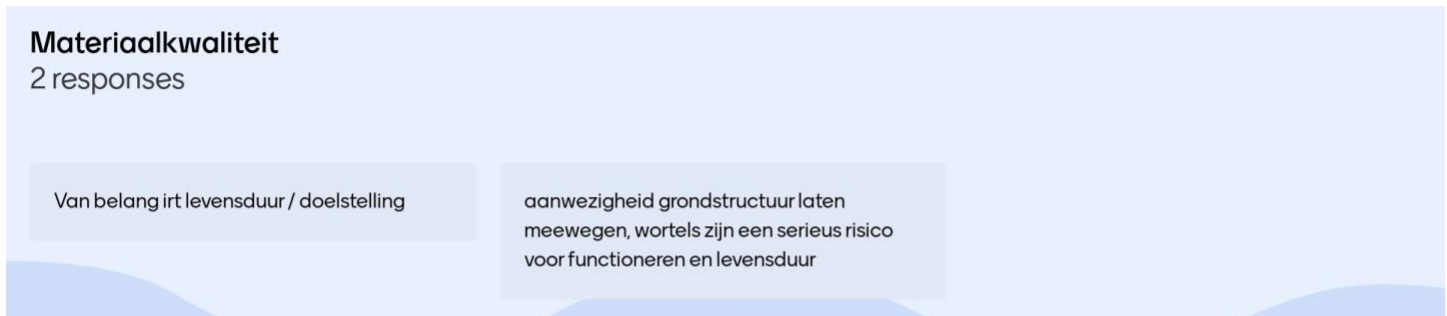 Materiaalkwaliteit
2 responses
Van belang irt levensduur / doelstelling
aanwezigheid grondstructuur laten
meewegen, wortels zijn een serieus risico
voor functioneren en levensduur